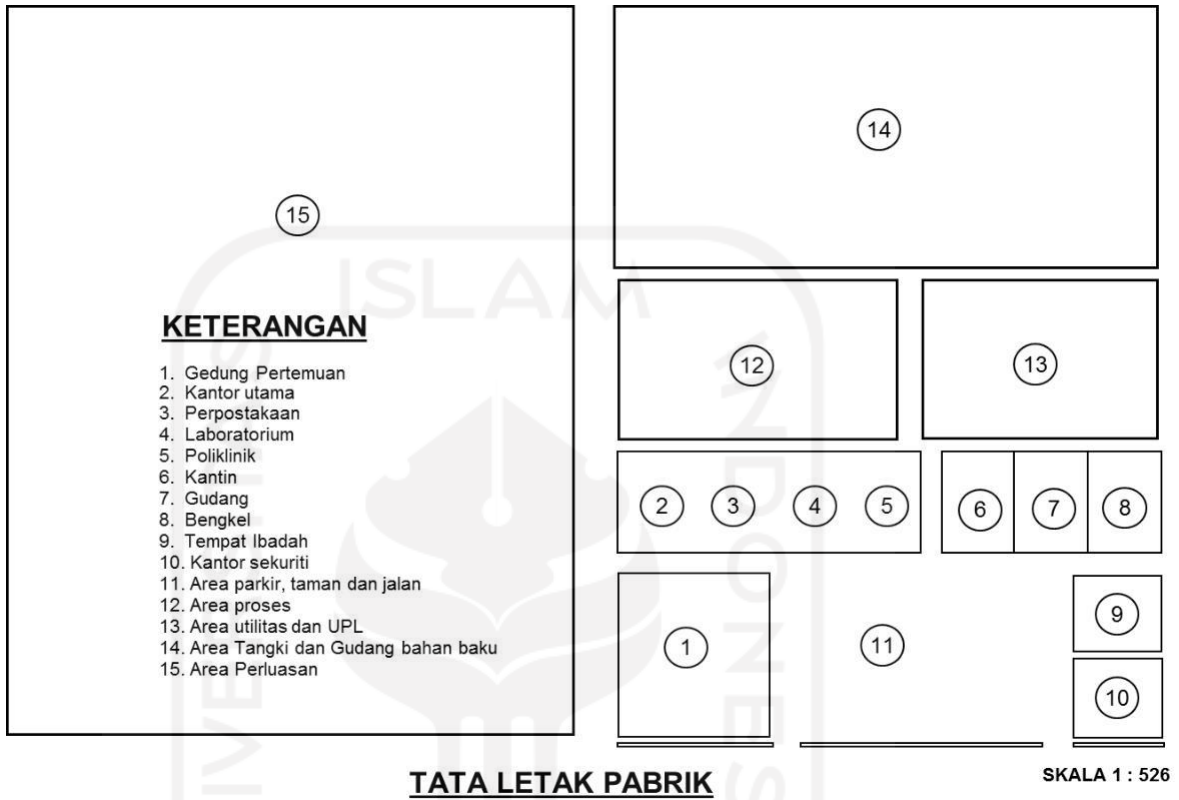 14
15
ISLAM
KETERANGAN
12
13
1. Gedung Pertemuan
2. Kantor utama
3. Perpostakaan
4. Laboratorium
5. Poliklinik
6. Kantin
7. Gudang
8. Bengkel
9. Tempat Ibadah
10. Kantor sekuriti
11. Area parkir, taman dan jalan
12. Area proses
13. Area utilitas dan UPL
14. Area Tangki dan Gudang bahan baku
15. Area Perluasan
2 3 4 5 6 7 8
9
1 11
10
TATA LETAK PABRIK
SKALA 1 : 526